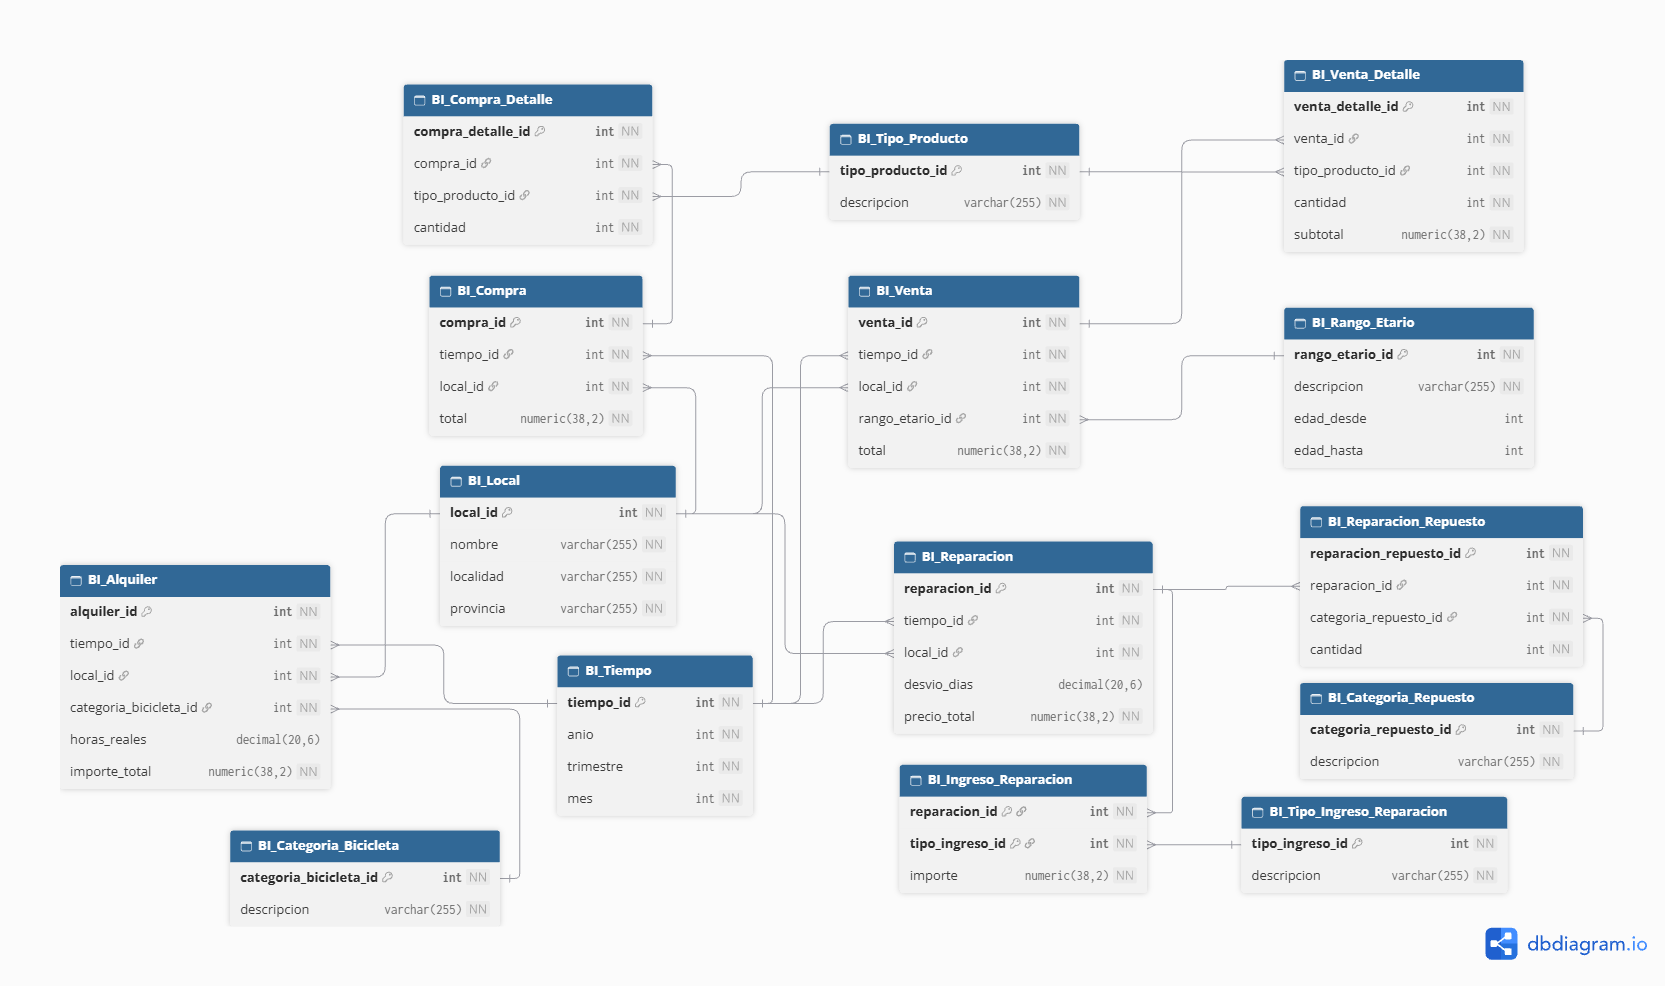 BI_Compra_Detalle
compra_detalle_id int NN
compra_id int NN
tipo_producto_id int NN
cantidad int NN
BI_Tipo_Producto
tipo_producto_id int NN
descripcion varchar(255) NN
BI_Venta_Detalle
venta_detalle_id int NN
venta_id int NN
tipo_producto_id int NN
cantidad int NN
subtotal numeric(38,2) NN
BI_Compra
compra_id int NN
tiempo_id int NN
local_id int NN
total numeric(38,2) NN
BI_Venta
venta_id int NN
tiempo_id int NN
local_id int NN
rango_etario_id int NN
total numeric(38,2) NN
BI_Rango_Etario
rango_etario_id int NN
descripcion varchar(255) NN
edad_desde int
edad_hasta int
BI_Local
local_id int NN
nombre varchar(255) NN
localidad varchar(255) NN
provincia varchar(255) NN
BI_Alquiler
alquiler_id int NN
tiempo_id int NN
local_id int NN
categoria_bicicleta_id int NN
horas_reales decimal(20,6)
importe_total numeric(38,2) NN
BI_Tiempo
tiempo_id int NN
anio int NN
trimestre int NN
mes int NN
BI_Reparacion
reparacion_id int NN
tiempo_id int NN
local_id int NN
desvio_dias decimal(20,6)
precio_total numeric(38,2) NN
BI_Reparacion_Repuesto
reparacion_repuesto_id int NN
reparacion_id int NN
categoria_repuesto_id int NN
cantidad int NN
BI_Categoria_Repuesto
categoria_repuesto_id int NN
descripcion varchar(255) NN
BI_Ingreso_Reparacion
reparacion_id int NN
tipo_ingreso_id int NN
importe numeric(38,2) NN
BI_Tipo_Ingreso_Reparacion
tipo_ingreso_id int NN
descripcion varchar(255) NN
BI_Categoria_Bicicleta
categoria_bicicleta_id int NN
descripcion varchar(255) NN
dbdiagram.io